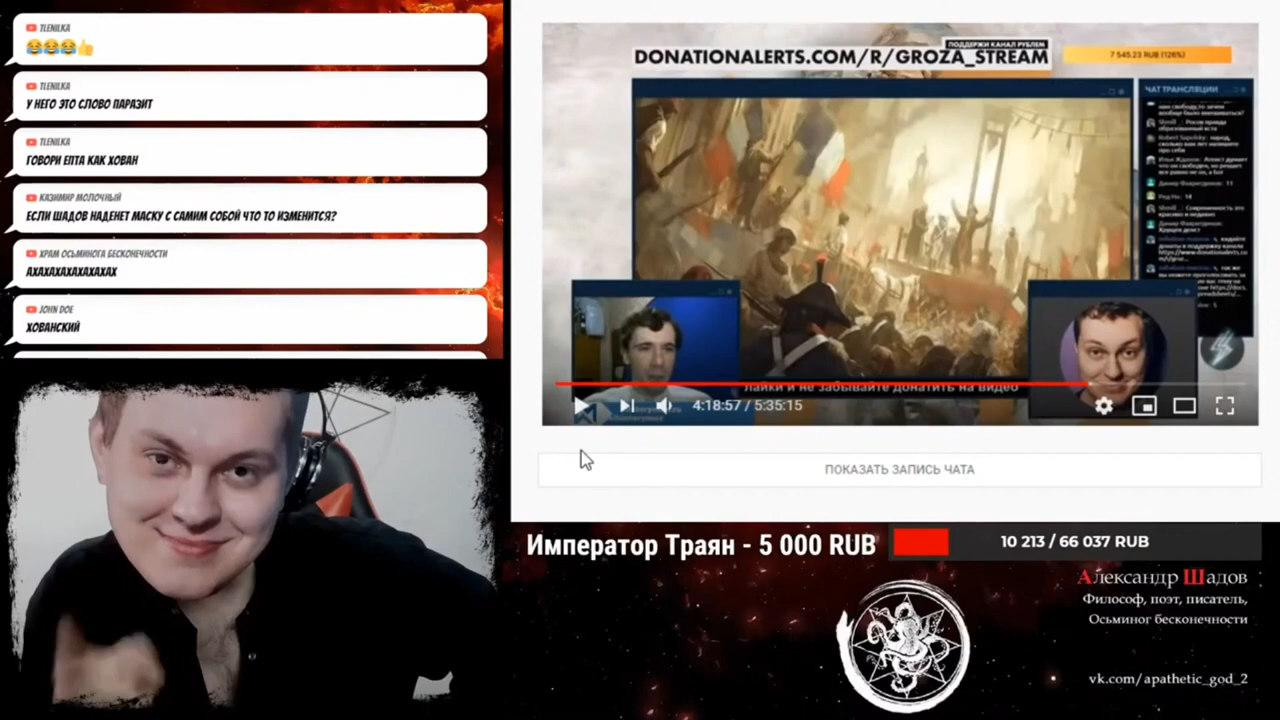 TLENILKA
😂😂😂👍
TLENILKA
У НЕГО ЭТО СЛОВО ПАРАЗИТ
TLENILKA
ГОВОРИ ЕПТА КАК ХОВАН
КАЗИМИР МОЛОЧНЫЙ
ЕСЛИ ШАДОВ НАДЕНЕТ МАСКУ С САМИМ СОБОЙ ЧТО ТО ИЗМЕНИТСЯ?
ХРАМ ОСЬМИНОГА БЕСКОНЕЧНОСТИ
АХАХАХАХАХАХАХ
JOHN DOE
ХОВАНСКИЙ
ПОДДЕРЖИ КАНАЛ РУБЛЕМ
DONATIONALERTS.COM/R/GROZA_STREAM
7 545.23 RUB (126%)
ЧАТ ТРАНСЛЯЦИИ
лайки и не забывайте донатить на видео
4:18:57 / 5:35:15
ПОКАЗАТЬ ЗАПИСЬ ЧАТА
Император Траян - 5 000 RUB
10 213 / 66 037 RUB
Александр Шадов
Философ, поэт, писатель,
Осьминог бесконечности
vk.com/apathetic_god_2